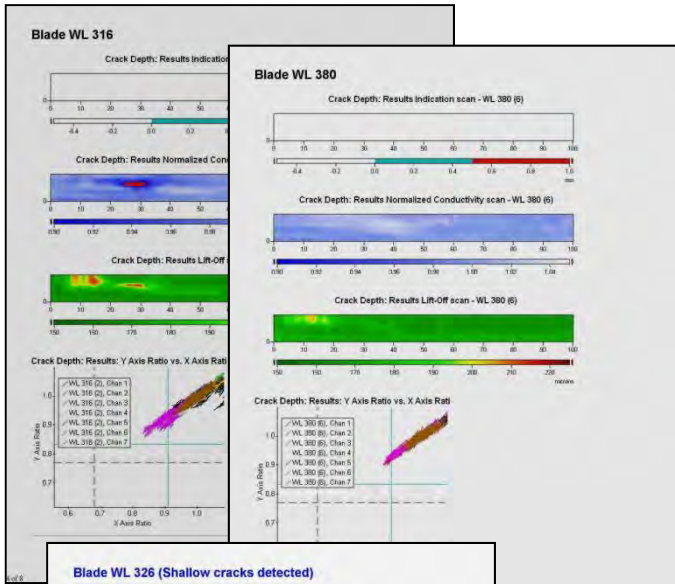 Blade WL 316
Crack Depth: Results Indication
0
0 10 20 30 40 50
-0.4 -0.2 0.0
Crack Depth: Results Normalized
0
0 10 20 30 40 50
0.90 0.92 0.94 0.96 0.98
Crack Depth: Results Lift-Off
0
0 10 20 30 40 50
150 160 170 180 190
Crack Depth: Results: Y Axis Ratio vs. X Axis
WL 316 (2), Chan 1
WL 316 (2), Chan 2
WL 316 (2), Chan 3
WL 316 (2), Chan 4
WL 316 (2), Chan 5
WL 316 (2), Chan 6
WL 316 (2), Chan 7
1.0
0.9
0.8
0.7
Y Axis Ratio
0.6 0.7 0.8 0.9 1.0
X Axis Ratio
of 8
Blade WL 380
Crack Depth: Results Indication scan - WL 380 (6)
0
0 10 20 30 40 50 60 70 80 90 100
-0.4 -0.2 0.0 0.2 0.4 0.6 0.8 1.0
mm
Crack Depth: Results Normalized Conductivity scan - WL 380 (6)
0
0 10 20 30 40 50 60 70 80 90 100
0.90 0.92 0.94 0.96 0.98 1.00 1.02 1.04
Crack Depth: Results Lift-Off scan - WL 380 (6)
0
0 10 20 30 40 50 60 70 80 90 100
150 160 170 180 190 200 210 220
microns
Crack Depth: Results: Y Axis Ratio vs. X Axis Rati
WL 380 (6), Chan 1
WL 380 (6), Chan 2
WL 380 (6), Chan 3
WL 380 (6), Chan 4
WL 380 (6), Chan 5
WL 380 (6), Chan 6
WL 380 (6), Chan 7
1.0
0.9
0.8
0.7
Y Axis Ratio
Blade WL 326 (Shallow cracks detected)